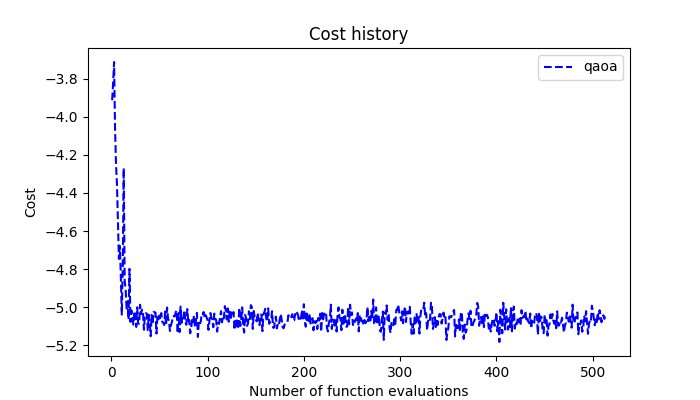 Cost history
qaoa
Cost
−3.8
−4.0
−4.2
−4.4
−4.6
−4.8
−5.0
−5.2
0 100 200 300 400 500
Number of function evaluations